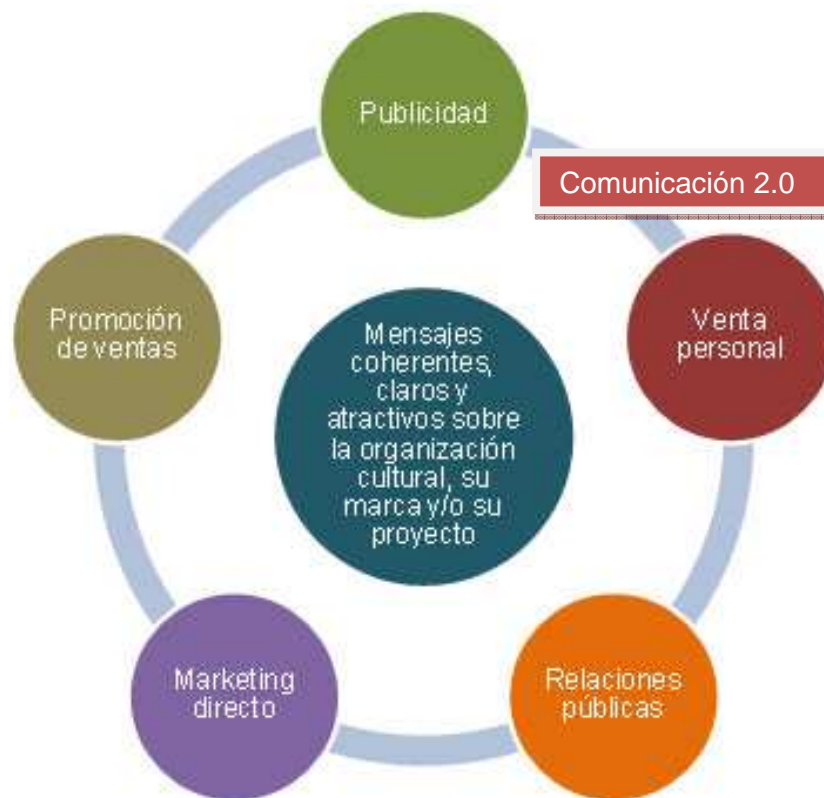 Publicidad
Comunicación 2.0
Venta
personal
Relaciones
públicas
Marketing
directo
Promoción
de ventas
Mensajes
coherentes,
claros y
atractivos sobre
la organización
cultural, su
marca y/o su
proyecto